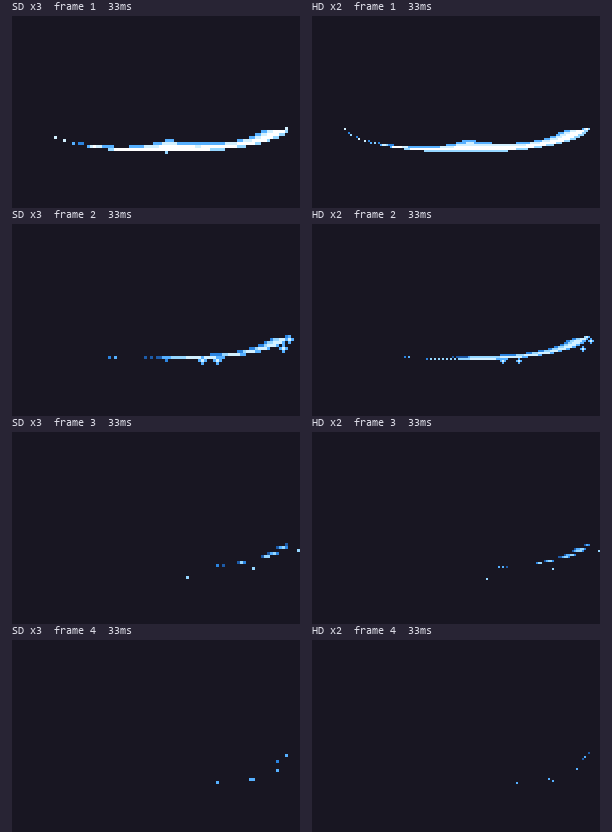 SD x3  frame 1  33ms
HD x2  frame 1  33ms
SD x3  frame 2  33ms
HD x2  frame 2  33ms
SD x3  frame 3  33ms
HD x2  frame 3  33ms
SD x3  frame 4  33ms
HD x2  frame 4  33ms